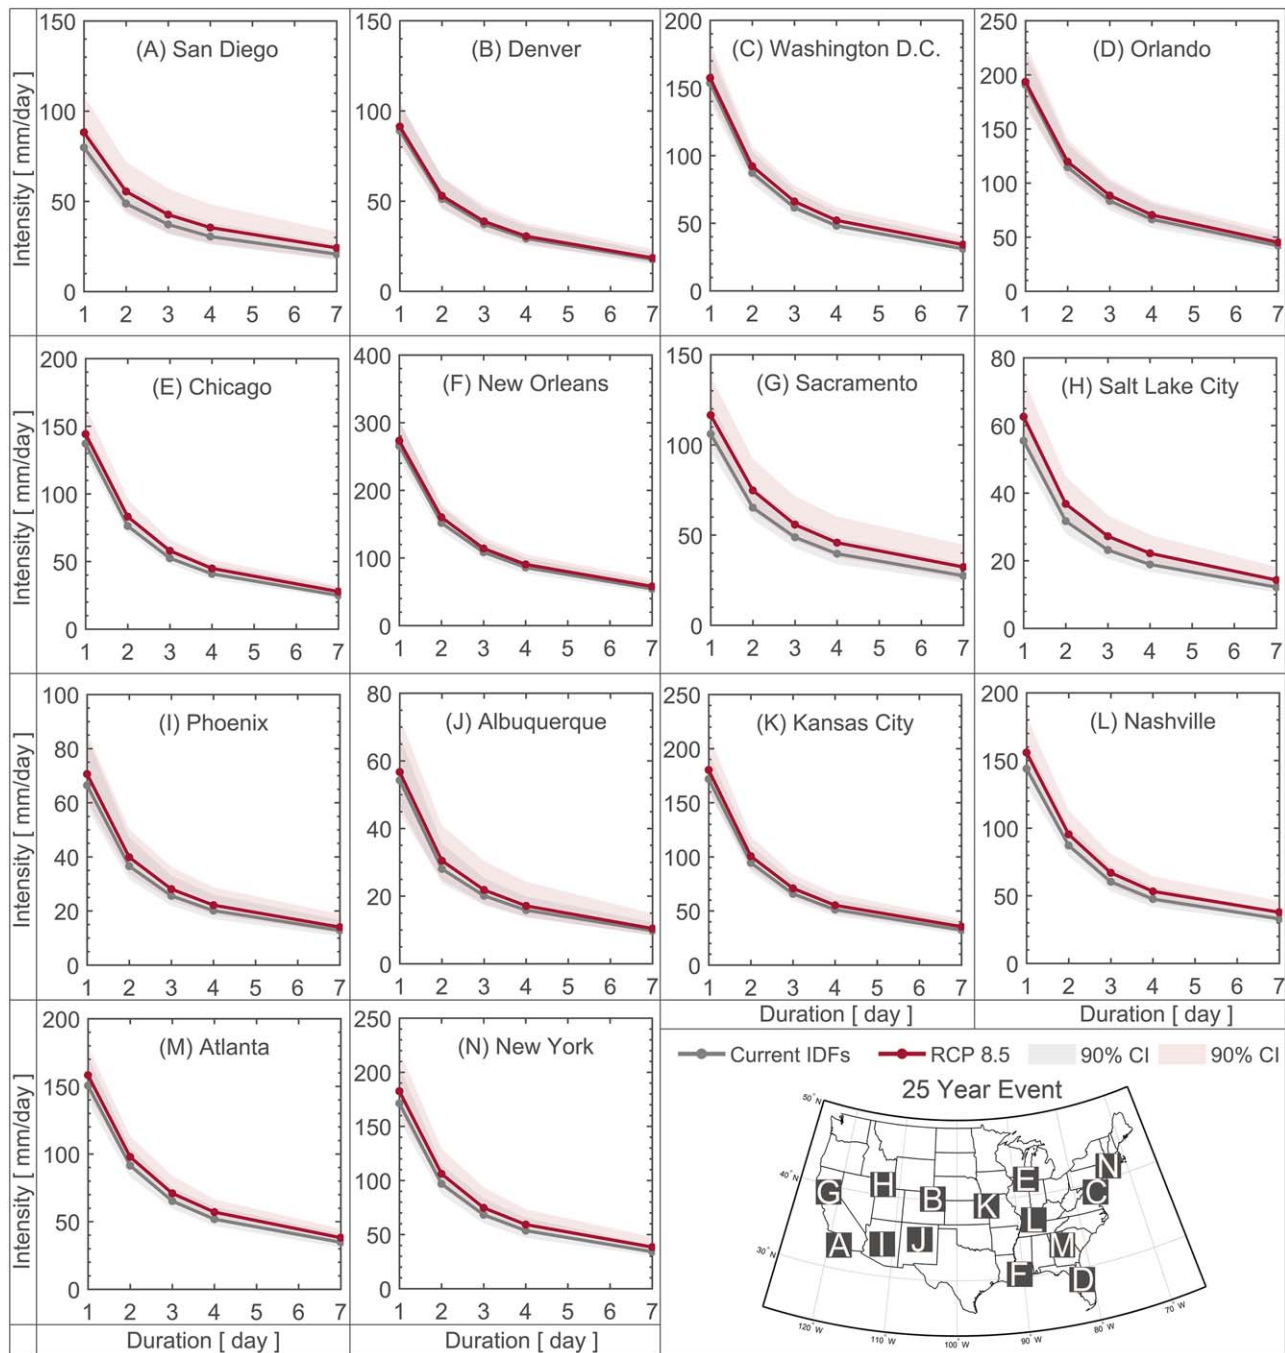 Intensity [ mm/day ]
(A) San Diego
150
100
50
0
1 2 3 4 5 6 7
(B) Denver
150
100
50
0
1 2 3 4 5 6 7
(C) Washington D.C.
200
150
100
50
0
1 2 3 4 5 6 7
(D) Orlando
250
200
150
100
50
0
1 2 3 4 5 6 7
Intensity [ mm/day ]
(E) Chicago
200
150
100
50
0
1 2 3 4 5 6 7
(F) New Orleans
400
300
200
100
0
1 2 3 4 5 6 7
(G) Sacramento
150
100
50
0
1 2 3 4 5 6 7
(H) Salt Lake City
80
60
40
20
0
1 2 3 4 5 6 7
Intensity [ mm/day ]
(I) Phoenix
100
80
60
40
20
0
1 2 3 4 5 6 7
(J) Albuquerque
80
60
40
20
0
1 2 3 4 5 6 7
(K) Kansas City
250
200
150
100
50
0
1 2 3 4 5 6 7
Duration [ day ]
(L) Nashville
200
150
100
50
0
1 2 3 4 5 6 7
Duration [ day ]
Intensity [ mm/day ]
(M) Atlanta
200
150
100
50
0
1 2 3 4 5 6 7
Duration [ day ]
(N) New York
250
200
150
100
50
0
1 2 3 4 5 6 7
Duration [ day ]
Current IDFs RCP 8.5 90% CI 90% CI
25 Year Event
50° N
40° N
30° N
G H B K E N C
A I J L M F D
120° W 110° W 100° W 90° W 80° W 70° W